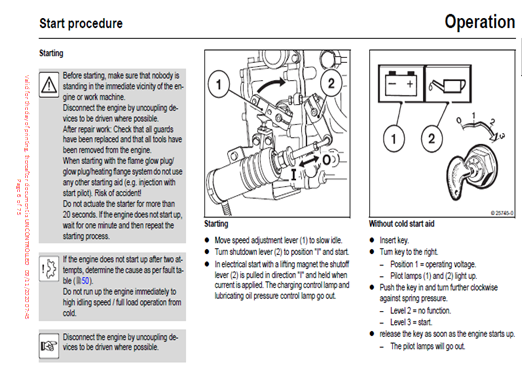 Start procedure
Operation
Starting
Before starting, make sure that nobody is
standing in the immediate vicinity of the en-
gine or work machine.
Disconnect the engine by uncoupling de-
vices to be driven where possible.
After repair work: Check that all guards
have been replaced and that all tools have
been removed from the engine.
When starting with the flame glow plug/
glow plug/heating flange system do not use
any other starting aid (e.g. injection with
start pilot). Risk of accident!
Do not actuate the starter for more than
20 seconds. If the engine does not start up,
wait for one minute and then repeat the
starting process.
If the engine does not start up after two at-
tempts, determine the cause as per fault ta-
ble ( 50).
Do not run up the engine immediately to
high idling speed / full load operation from
cold.
Disconnect the engine by uncoupling de-
vices to be driven where possible.
1
2
I
O
Starting
● Move speed adjustment lever (1) to slow idle.
● Turn shutdown lever (2) to position "I" and start.
● In electrical start with a lifting magnet the shutoff
lever (2) is pulled in direction "I" and held when
current is applied. The charging control lamp and
lubricating oil pressure control lamp go out.
1
2
0
1
2
3
© 25745-0
Without cold start aid
● Insert key.
● Turn key to the right.
– Position 1 = operating voltage.
– Pilot lamps (1) and (2) light up.
● Push the key in and turn further clockwise
against spring pressure.
– Level 2 = no function.
– Level 3 = start.
● release the key as soon as the engine starts up.
– The pilot lamps will go out.